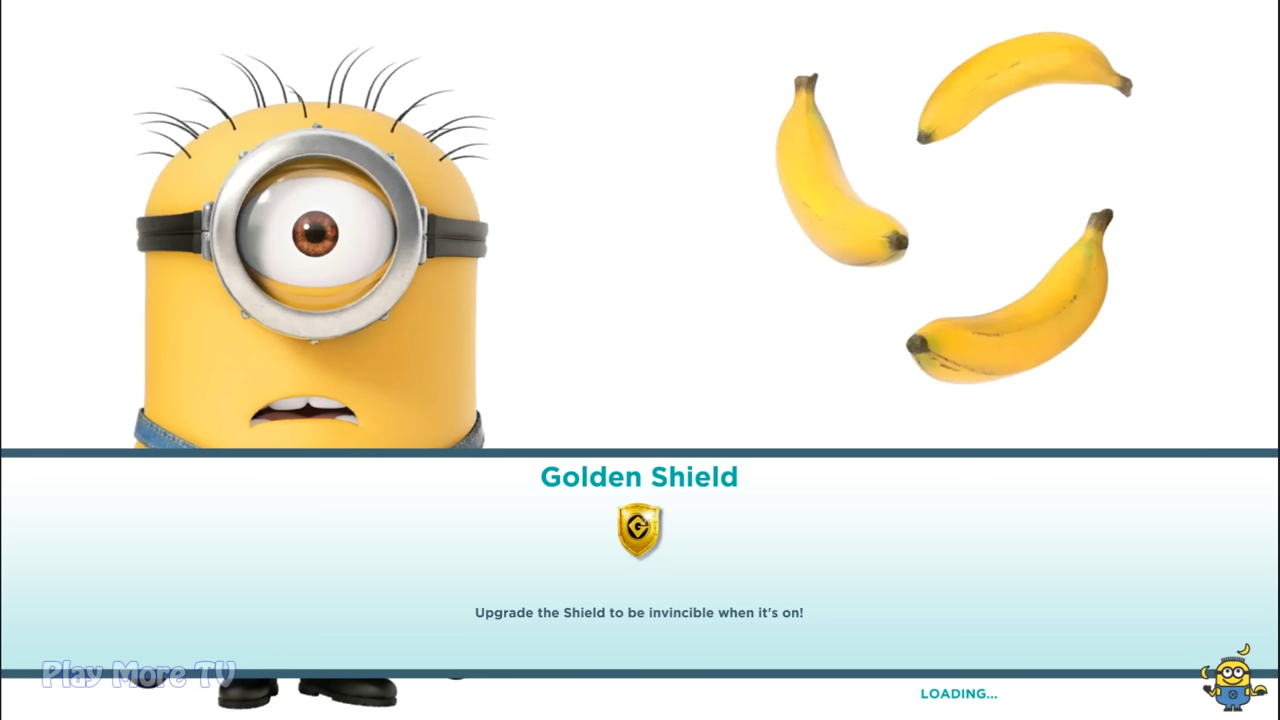 Golden Shield
G
Upgrade the Shield to be invincible when it's on!
Play More TV
LOADING...